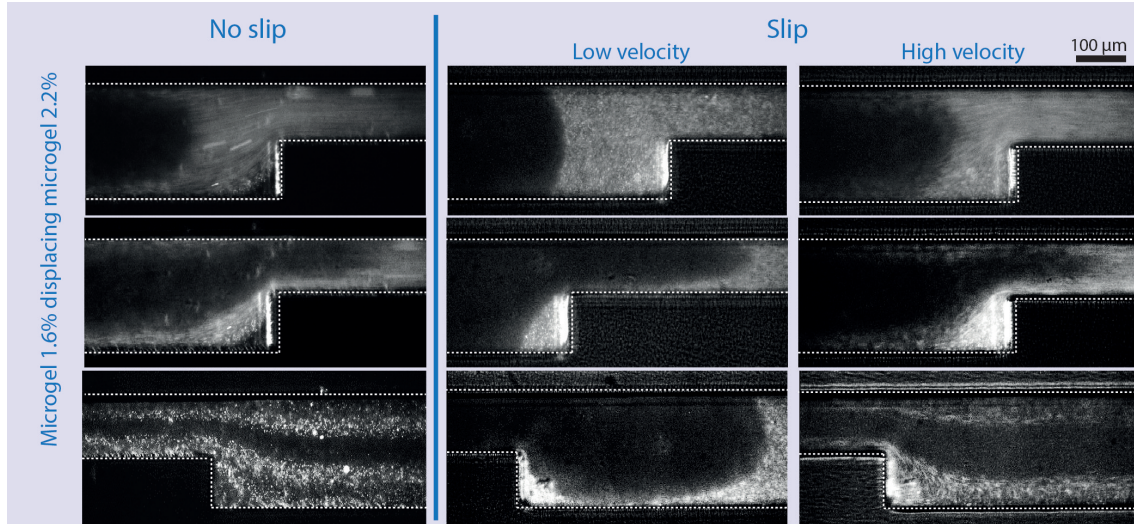 No slip
Slip
Low velocity
High velocity
100 µm
Microgel 1.6% displacing microgel 2.2%